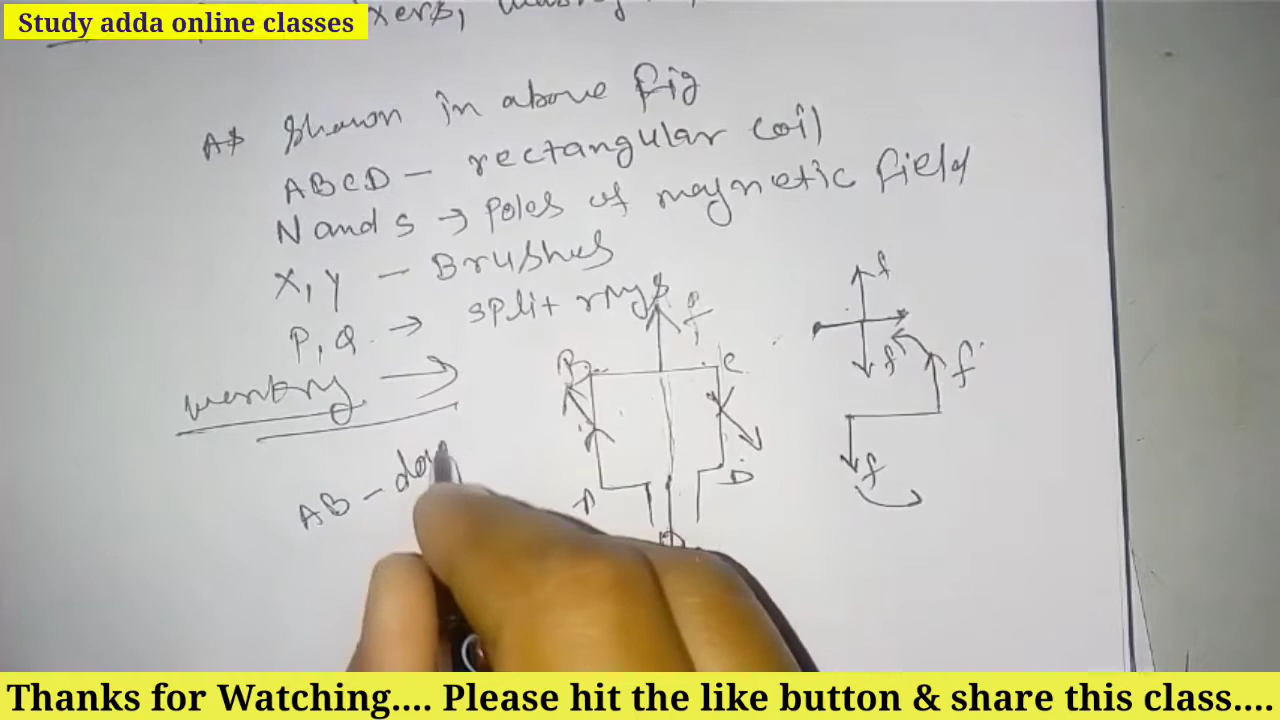 Study adda online classes
As shown in above fig
ABCD - rectangular coil
N and S → Poles of magnetic field
X, Y - Brushes
P, Q → split rings
working →
AB - dow
B C
A D
f
f
f
f
Thanks for Watching.... Please hit the like button & share this class....